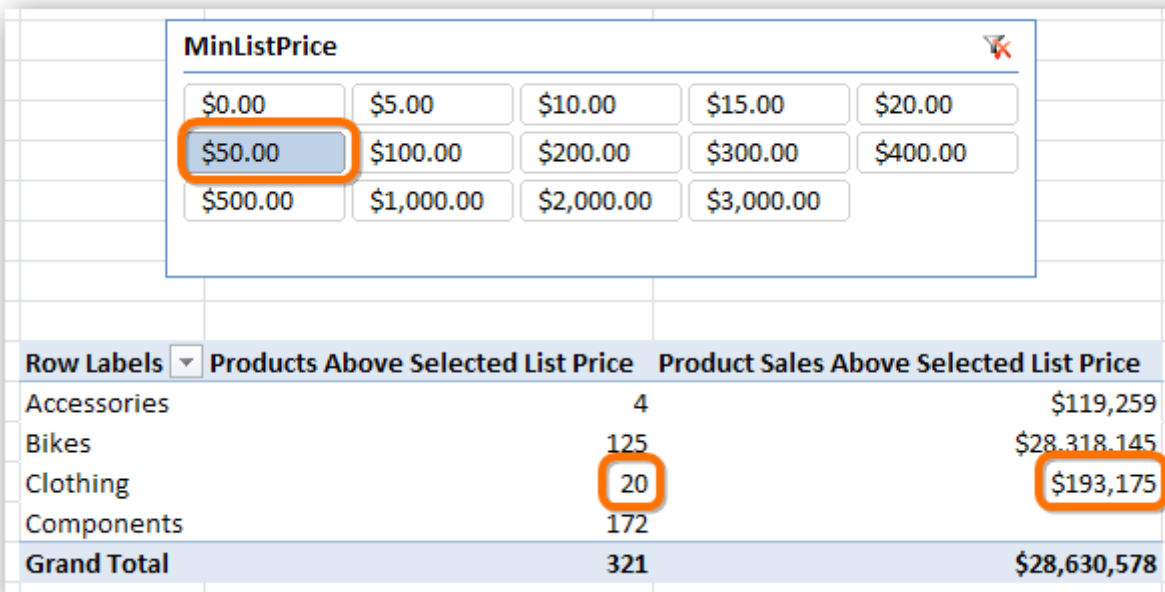 MinListPrice
$0.00 $5.00 $10.00 $15.00 $20.00
$50.00 $100.00 $200.00 $300.00 $400.00
$500.00 $1,000.00 $2,000.00 $3,000.00
Row Labels Products Above Selected List Price Product Sales Above Selected List Price
Accessories 4 $119,259
Bikes 125 $28,318,145
Clothing 20 $193,175
Components 172
Grand Total 321 $28,630,578